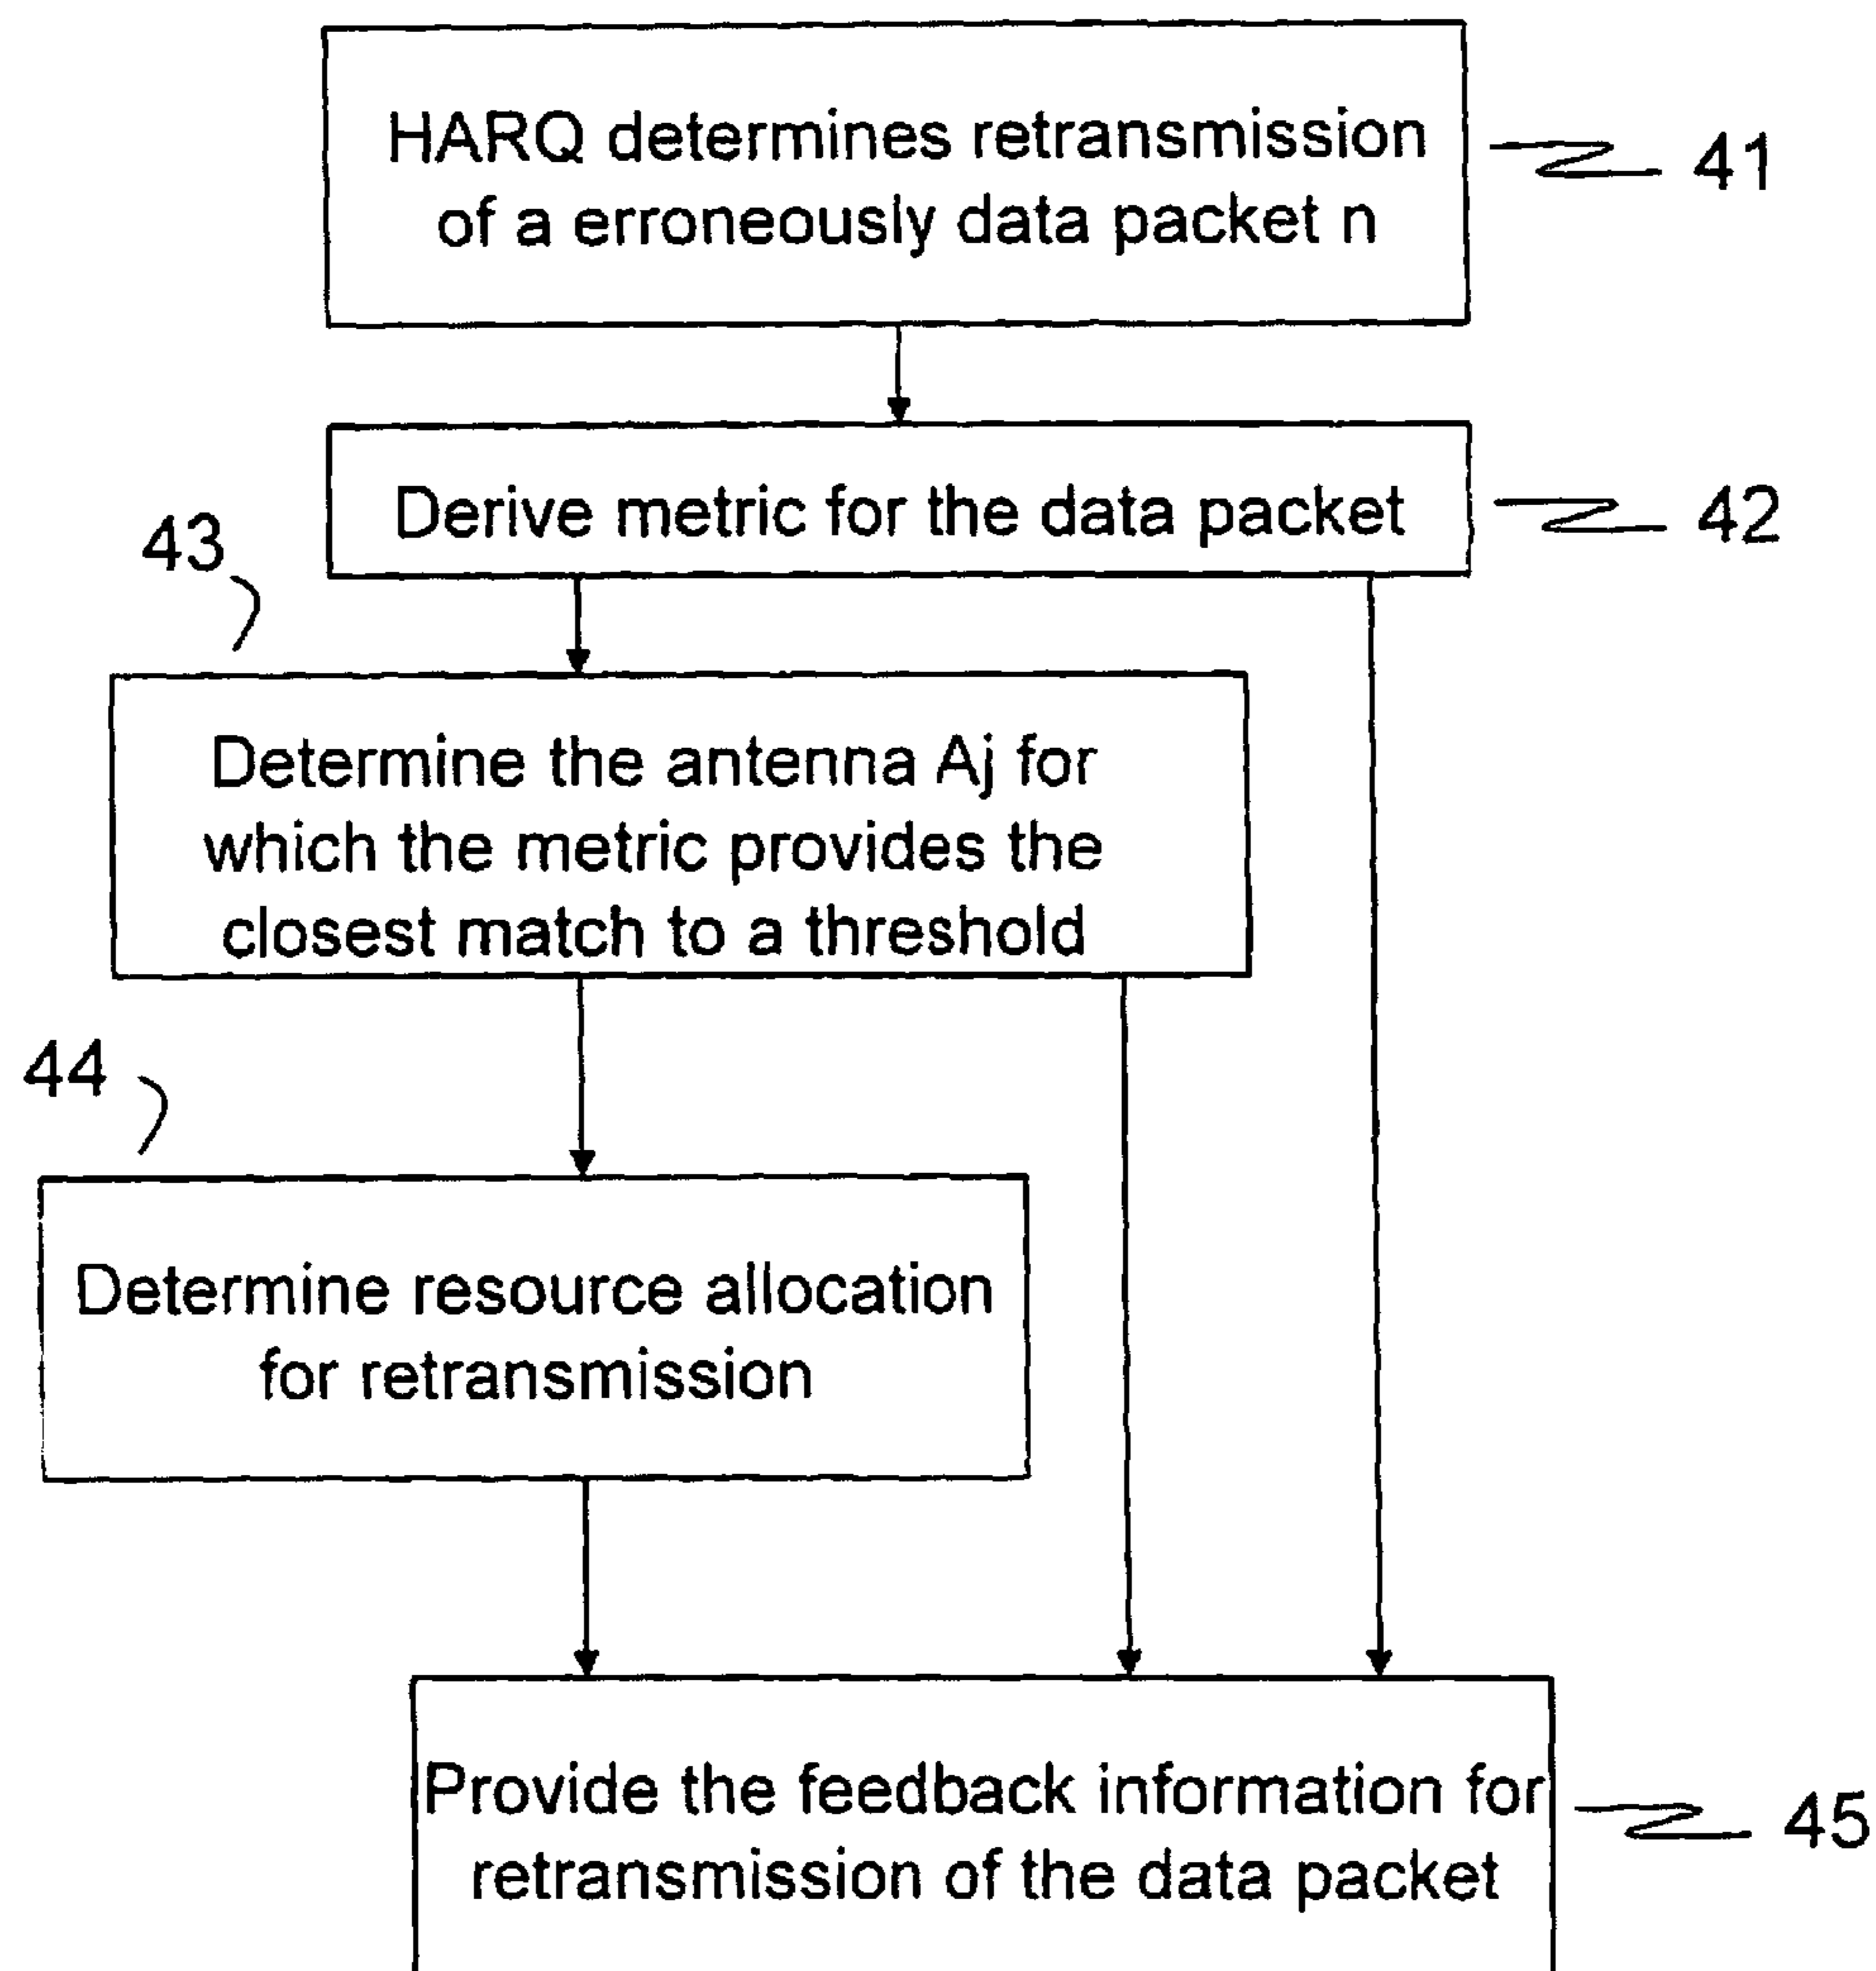 HARQ determines retransmission
of a erroneously data packet n
41
Derive metric for the data packet
42
43
Determine the antenna Aj for
which the metric provides the
closest match to a threshold
44
Determine resource allocation
for retransmission
Provide the feedback information for
retransmission of the data packet
45